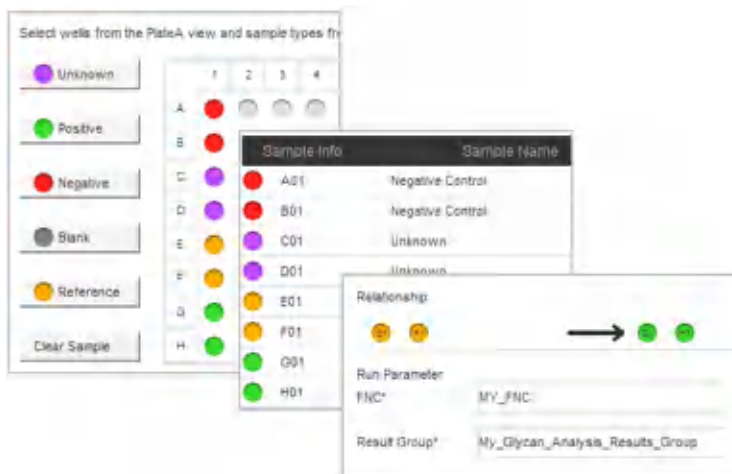 Select wells from the PlateA view and sample types
Unknown
Positive
Negative
Blank
Reference
Clear Sample
1 2 3 4
A
B
C
D
E
F
G
H
Sample Info Sample Name
A01 Negative Control
B01 Negative Control
C01 Unknown
D01 Unknown
E01
F01
G01
H01
Relationship
Run Parameter
FNC* MY_FNC
Result Group* My_Glycan_Analysis_Results_Group